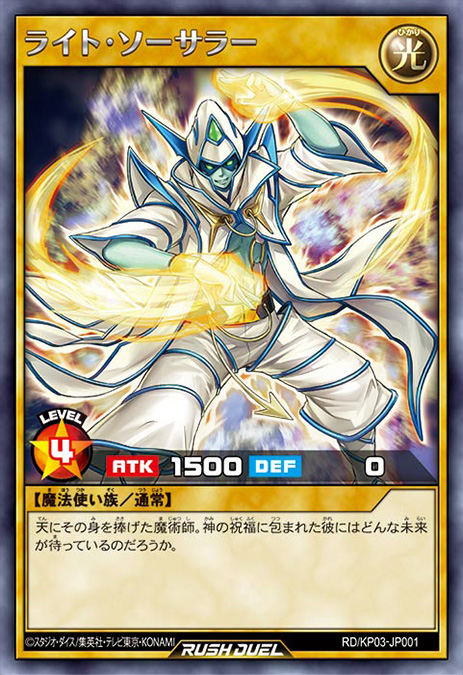 ライト・ソーサラー
ひかり
光
LEVEL
4
ATK 1500 DEF 0
【魔法使い族／通常】
天にその身を捧げた魔術師。神の祝福に包まれた彼にはどんな未来
が待っているのだろうか。
©スタジオ・ダイス/集英社・テレビ東京・KONAMI
RUSH DUEL
RD/KP03-JP001